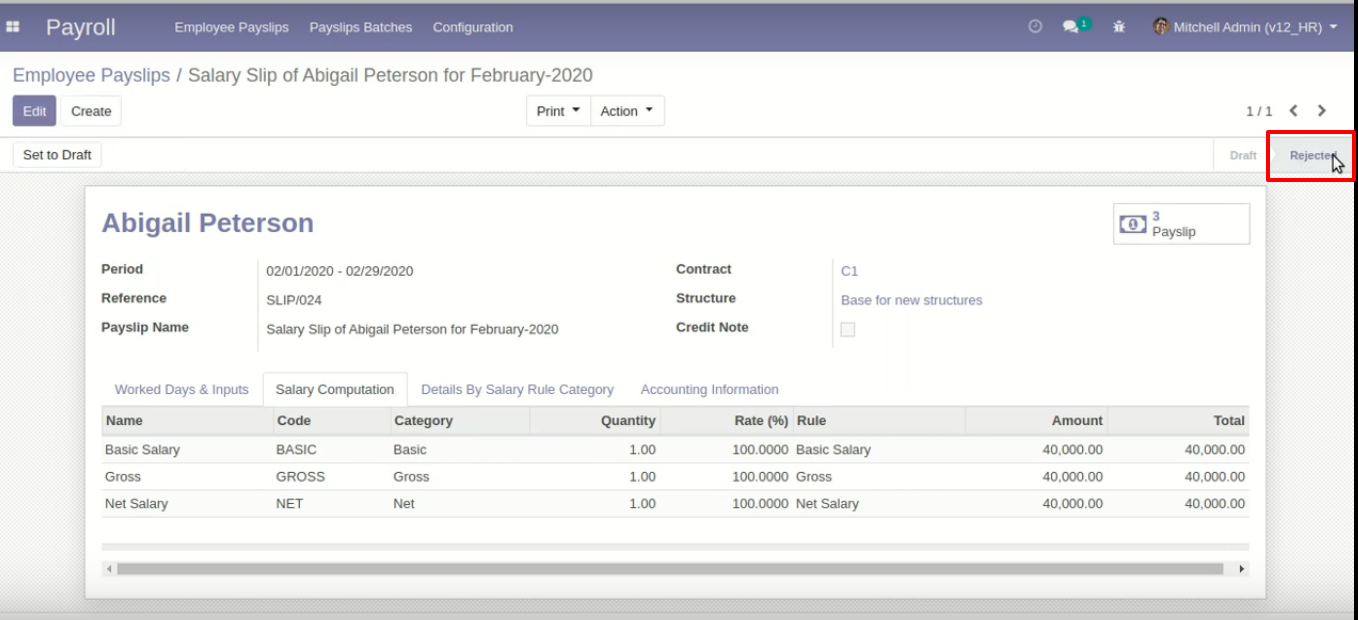 Payroll Employee Payslips Payslips Batches Configuration 1 Mitchell Admin (v12_HR)
Employee Payslips / Salary Slip of Abigail Peterson for February-2020
Edit Create Print Action 1 / 1
Set to Draft Draft Rejected
Abigail Peterson
3
Payslip
Period 02/01/2020 - 02/29/2020 Contract C1
Reference SLIP/024 Structure Base for new structures
Payslip Name Salary Slip of Abigail Peterson for February-2020 Credit Note
Worked Days & Inputs Salary Computation Details By Salary Rule Category Accounting Information
Name Code Category Quantity Rate (%) Rule Amount Total
Basic Salary BASIC Basic 1.00 100.0000 Basic Salary 40,000.00 40,000.00
Gross GROSS Gross 1.00 100.0000 Gross 40,000.00 40,000.00
Net Salary NET Net 1.00 100.0000 Net Salary 40,000.00 40,000.00